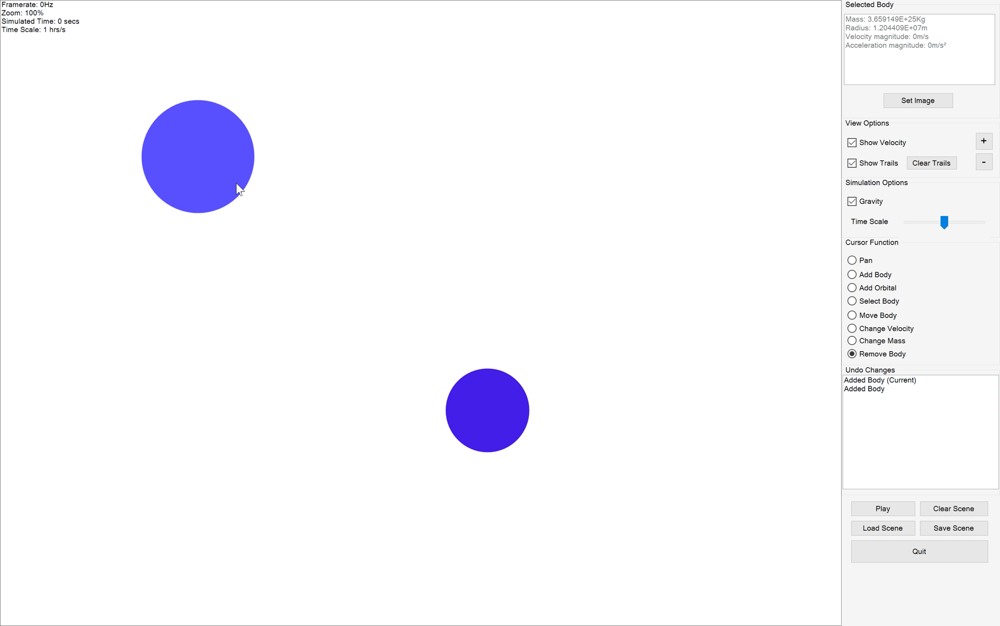 Framerate: 0Hz
Zoom: 100%
Simulated Time: 0 secs
Time Scale: 1 hrs/s
Selected Body
Mass: 3.659149E+25Kg
Radius: 1.204409E+07m
Velocity magnitude: 0m/s
Acceleration magnitude: 0m/s²
Set Image
View Options
Show Velocity
+
Show Trails
Clear Trails
-
Simulation Options
Gravity
Time Scale
Cursor Function
Pan
Add Body
Add Orbital
Select Body
Move Body
Change Velocity
Change Mass
Remove Body
Undo Changes
Added Body (Current)
Added Body
Play
Clear Scene
Load Scene
Save Scene
Quit